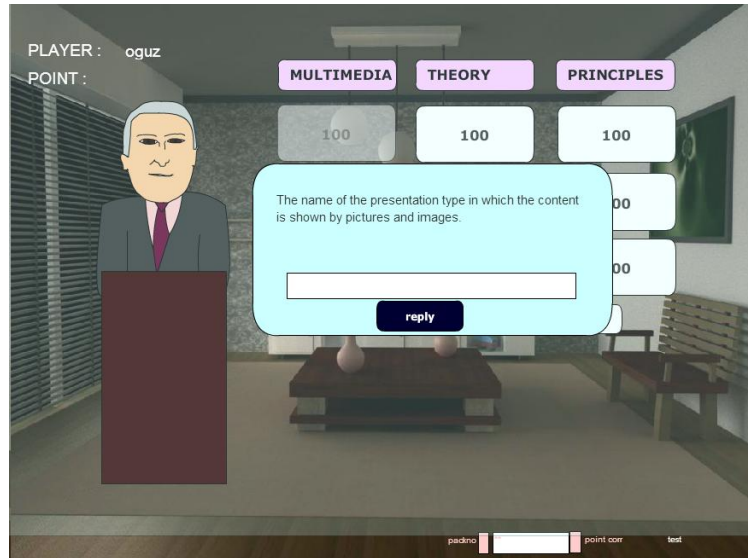 PLAYER : oguz
POINT :
MULTIMEDIA THEORY PRINCIPLES
100 100 100
The name of the presentation type in which the content
is shown by pictures and images.
00
00
reply
packno point corr test